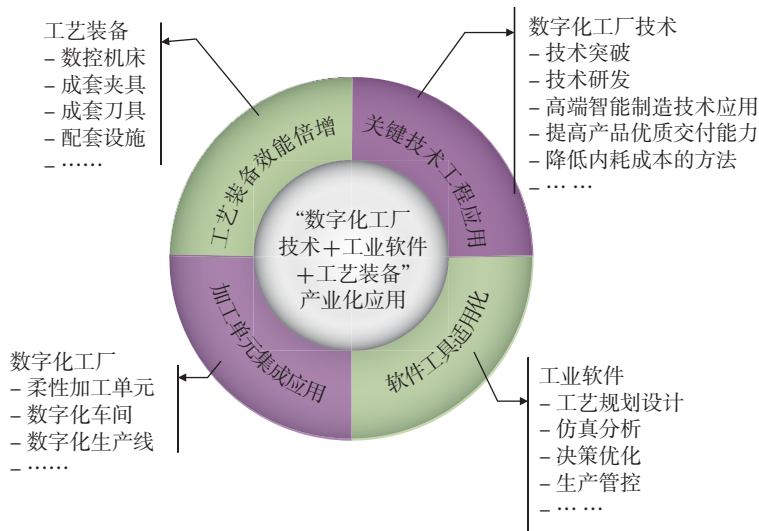 工艺装备
– 数控机床
– 成套夹具
– 成套刀具
– 配套设施
– ……
数字化工厂技术
– 技术突破
– 技术研发
– 高端智能制造技术应用
– 提高产品优质交付能力
– 降低内耗成本的方法
– … …
工艺装备效能倍增
关键技术工程应用
“数字化工厂
技术＋工业软件
＋工艺装备”
产业化应用
加工单元集成应用
软件工具适用化
数字化工厂
– 柔性加工单元
– 数字化车间
– 数字化生产线
– ……
工业软件
– 工艺规划设计
– 仿真分析
– 决策优化
– 生产管控
– … …